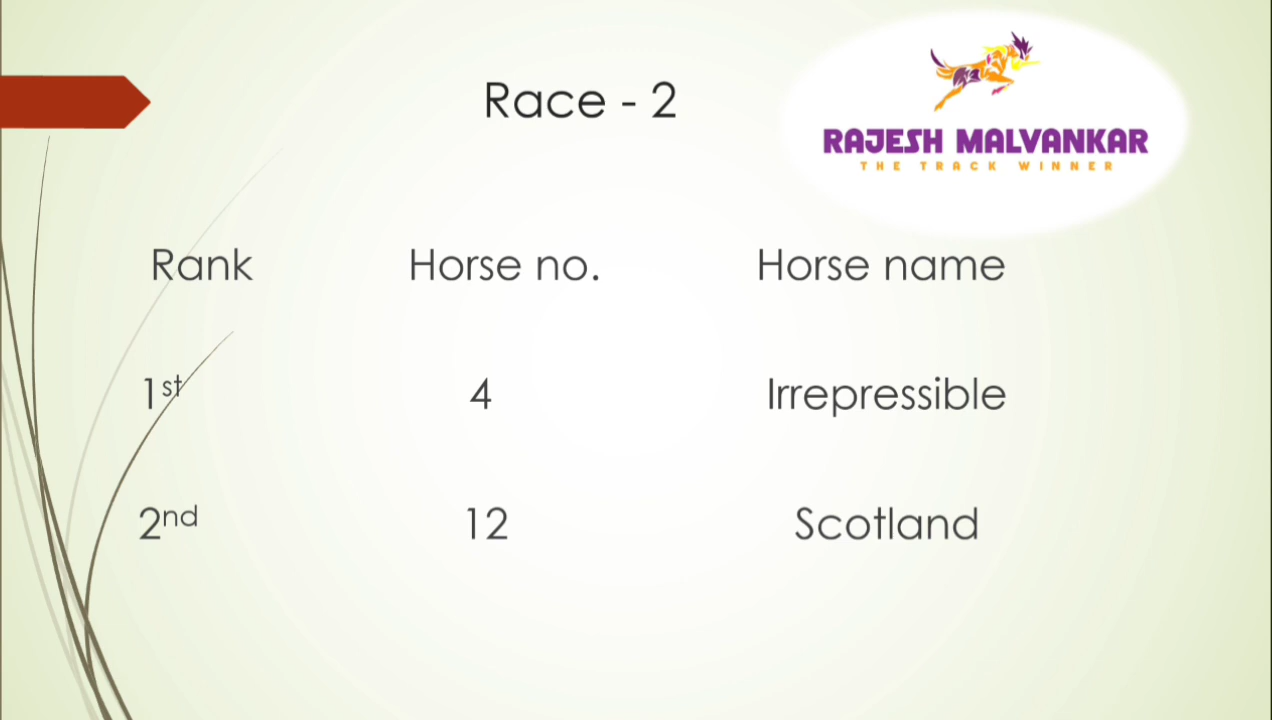 Race - 2
RAJESH MALVANKAR
THE TRACK WINNER
Rank Horse no. Horse name
1st 4 Irrepressible
2nd 12 Scotland